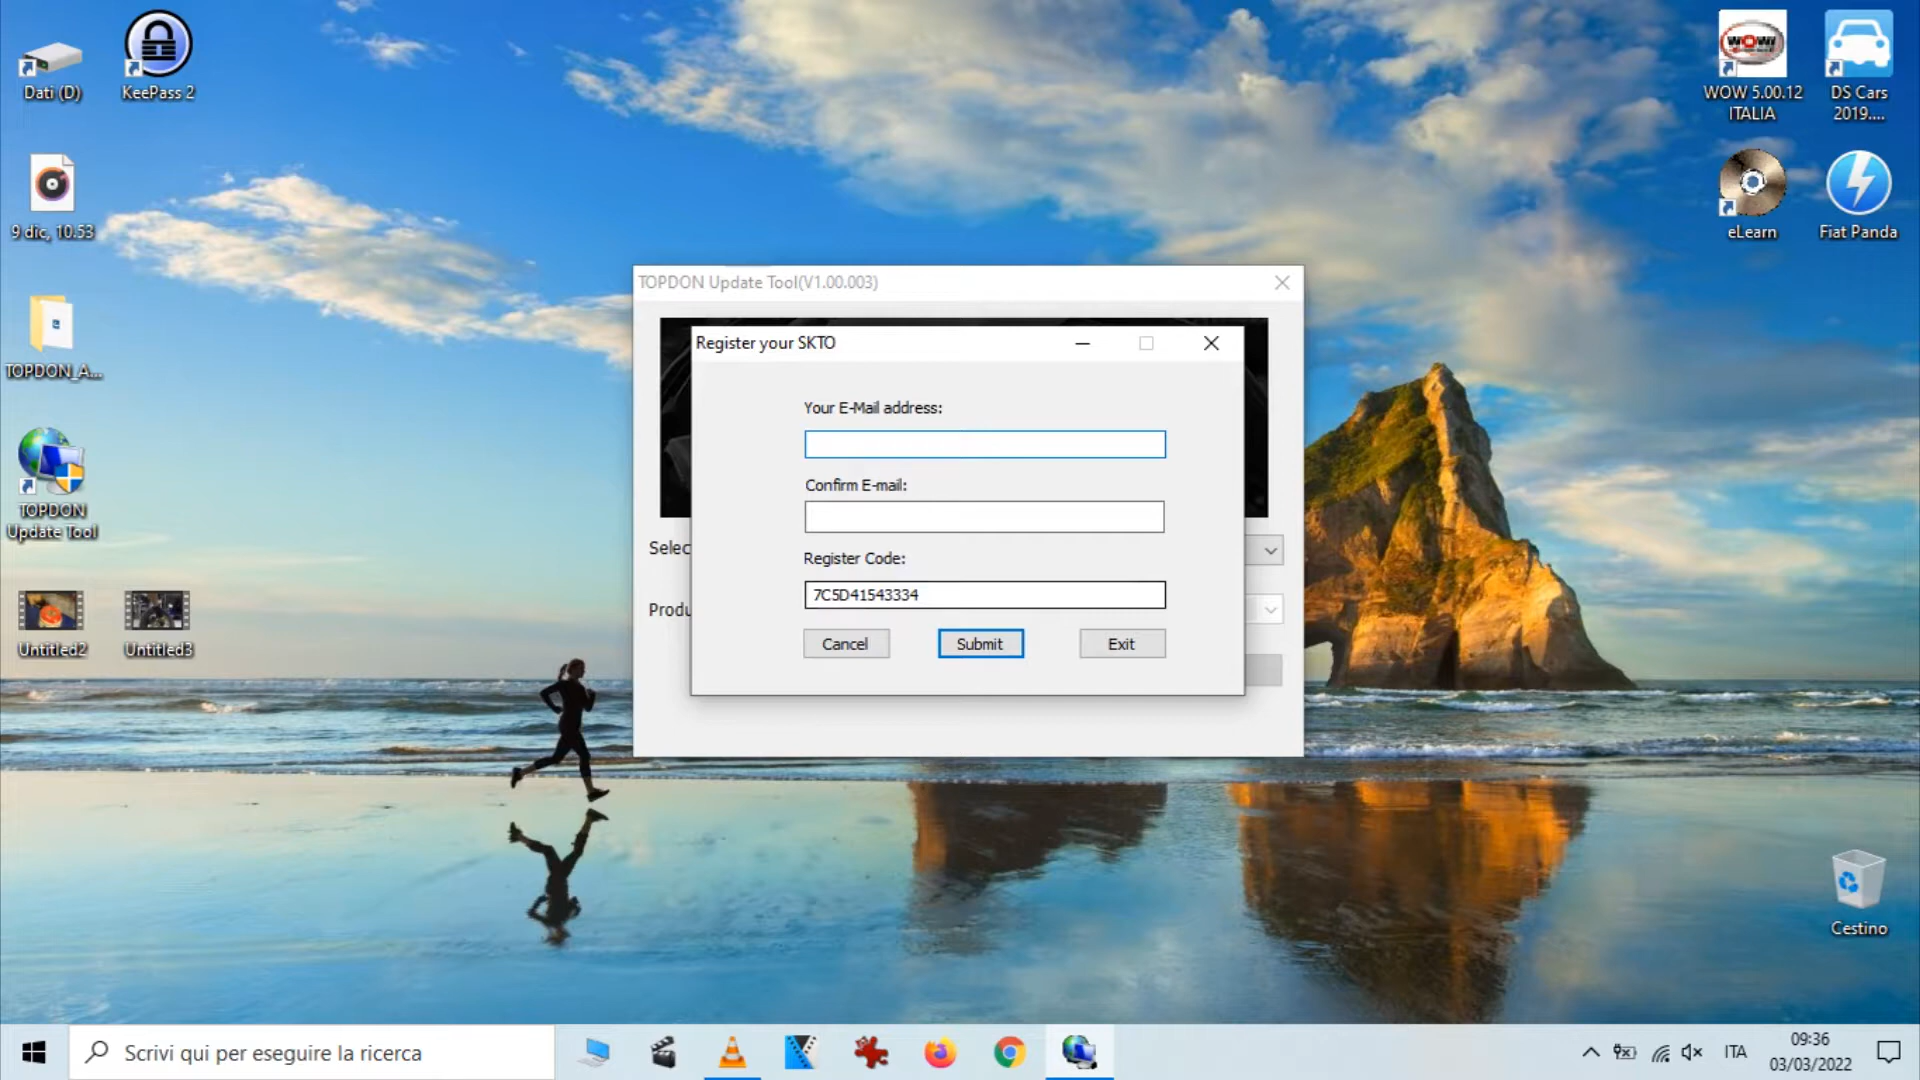 Dati (D)
KeePass 2
WOW 5.00.12
ITALIA
DS Cars
2019....
9 dic, 10.53
eLearn
Fiat Panda
TOPDON_A...
TOPDON
Update Tool
Untitled2
Untitled3
TOPDON Update Tool(V1.00.003)
Register your SKTO
Your E-Mail address:
Confirm E-mail:
Selec
Register Code:
7C5D41543334
Produ
Cancel
Submit
Exit
Cestino
Scrivi qui per eseguire la ricerca
ITA
09:36
03/03/2022